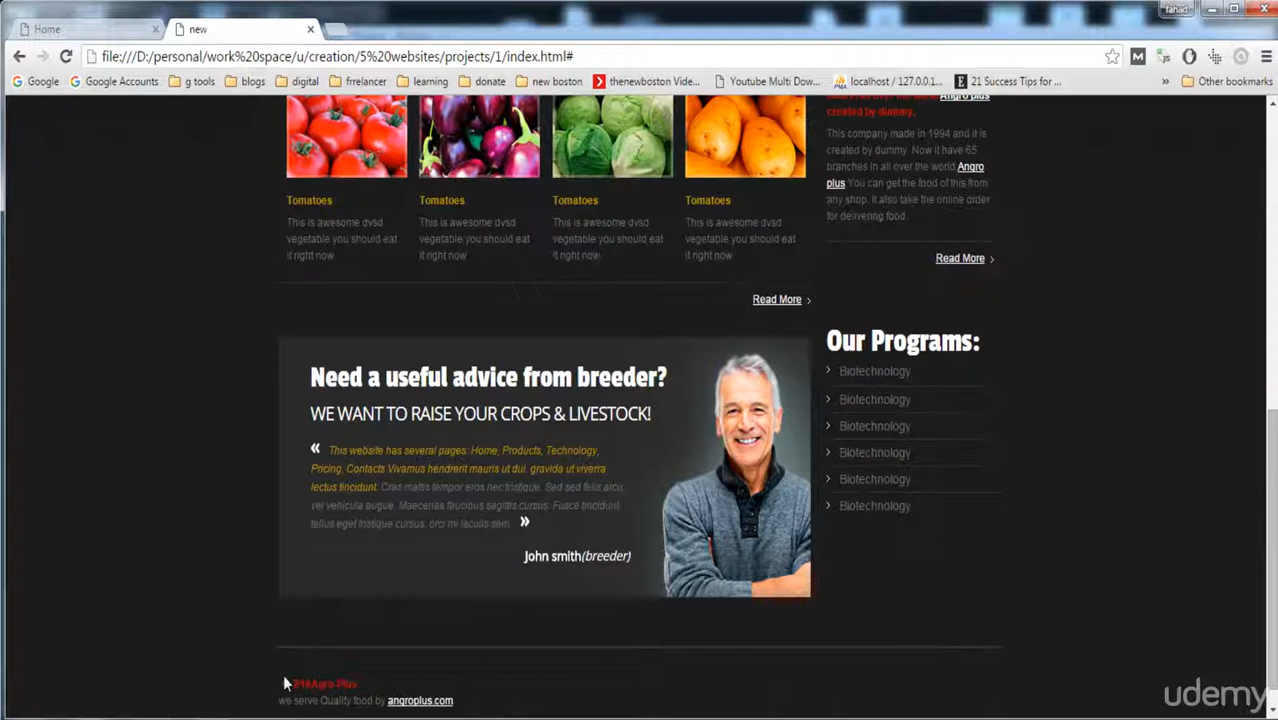 fahad
Home
new
file:///D:/personal/work%20space/u/creation/5%20websites/projects/1/index.html#
Google Google Accounts g tools blogs digital frrelancer learning donate new boston thenewboston Vide... Youtube Multi Dow... localhost / 127.0.0.1... 21 Success Tips for ... » Other bookmarks
Angro plus
created by dummy.
This company made in 1994 and it is
created by dummy. Now it have 65
branches in all over the world Angro
plus You can get the food of this from
any shop. It also take the online order
for delivering food.
Read More
Tomatoes Tomatoes Tomatoes Tomatoes
This is awesome dvsd This is awesome dvsd This is awesome dvsd This is awesome dvsd
vegetable you should eat vegetable you should eat vegetable you should eat vegetable you should eat
it right now it right now it right now it right now
Read More
Need a useful advice from breeder?
WE WANT TO RAISE YOUR CROPS & LIVESTOCK!
« This website has several pages: Home, Products, Technology,
Pricing, Contacts Vivamus hendrerit mauris ut dui. gravida ut viverra
lectus tincidunt. Cras mattis tempor eros nec tristique. Sed sed felis arcu,
vel vehicula augue. Maecenas faucibus sagittis cursus. Fusce tincidunt,
tellus eget tristique cursus, orci mi iaculis sem. »
John smith(breeder)
Our Programs:
Biotechnology
Biotechnology
Biotechnology
Biotechnology
Biotechnology
Biotechnology
Agro Plus
we serve Quality food by angroplus.com
udemy